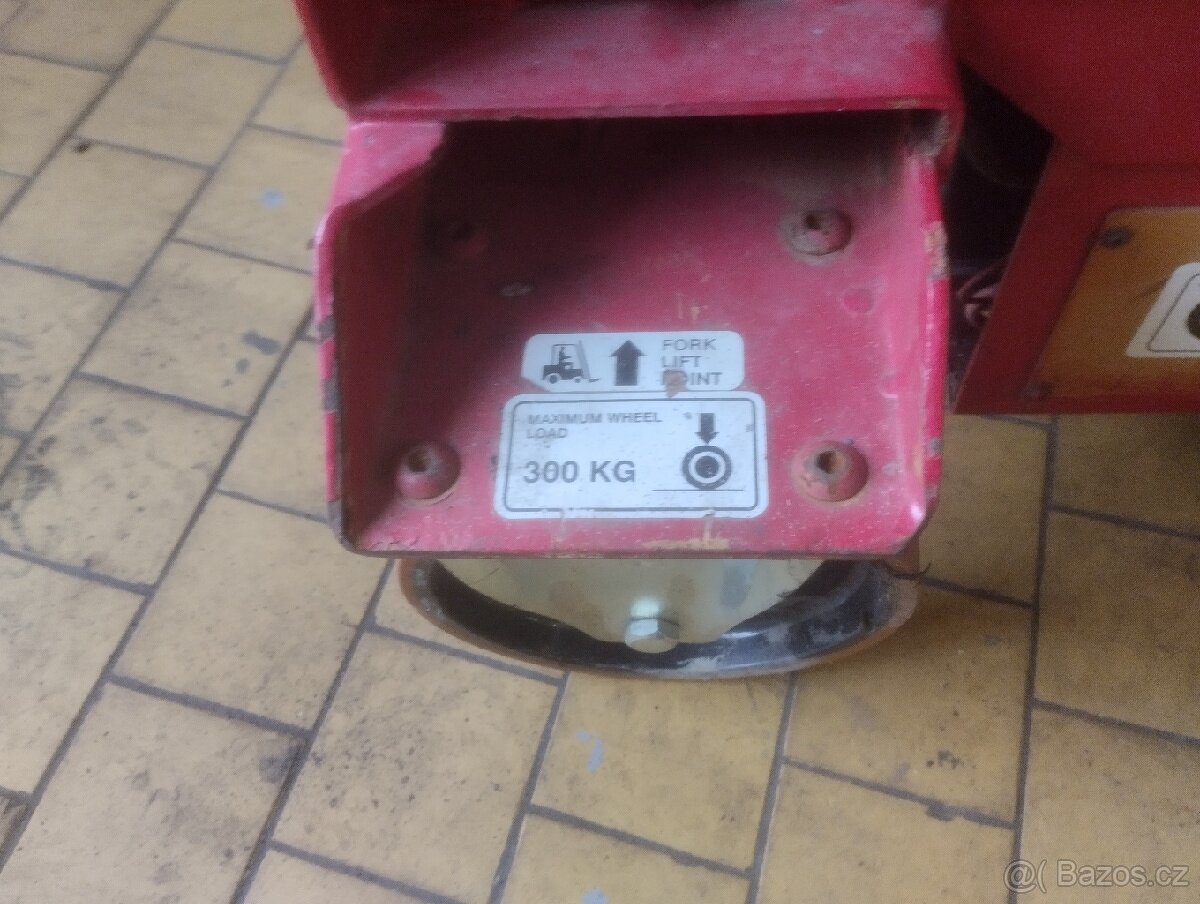 FORK
LIFT
POINT
MAXIMUM WHEEL
LOAD
300 KG
@( Bazos.cz